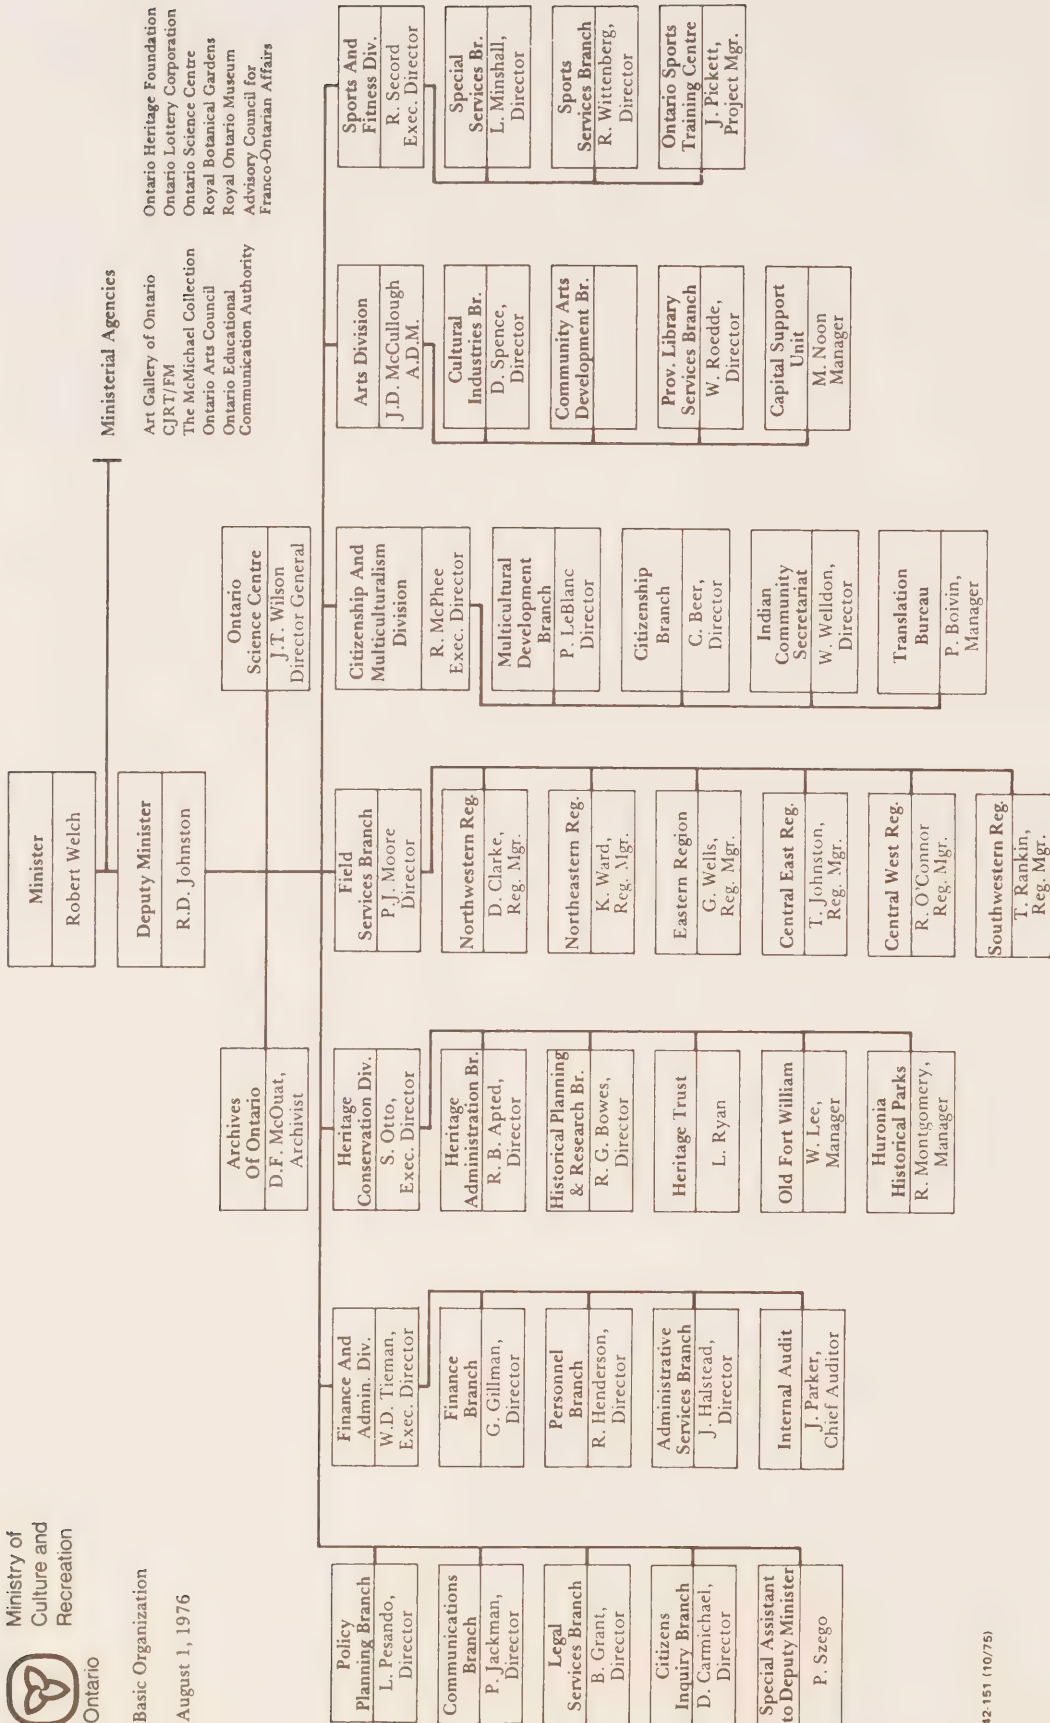 Ontario
Ministry of
Culture and
Recreation
Basic Organization
August 1, 1976
Minister
Robert Welch
Deputy Minister
R.D. Johnston
Ministerial Agencies
Art Gallery of Ontario
CJRT/FM
The McMichael Collection
Ontario Arts Council
Ontario Educational
Communication Authority
Ontario Heritage Foundation
Ontario Lottery Corporation
Ontario Science Centre
Royal Botanical Gardens
Royal Ontario Museum
Advisory Council for
Franco-Ontarian Affairs
Archives
Of Ontario
D.F. McOuat,
Archivist
Ontario
Science Centre
J.T. Wilson
Director General
Policy
Planning Branch
L. Pesando,
Director
Communications
Branch
P. Jackman,
Director
Legal
Services Branch
B. Grant,
Director
Citizens
Inquiry Branch
D. Carmichael,
Director
Special Assistant
to Deputy Minister
P. Szego
Finance And
Admin. Div.
W.D. Tieman,
Exec. Director
Finance
Branch
G. Gillman,
Director
Personnel
Branch
R. Henderson,
Director
Administrative
Services Branch
J. Halstead,
Director
Internal Audit
J. Parker,
Chief Auditor
Heritage
Conservation Div.
S. Otto,
Exec. Director
Heritage
Administration Br.
R. B. Apted,
Director
Historical Planning
& Research Br.
R. G. Bowes,
Director
Heritage Trust
L. Ryan
Old Fort William
W. Lee,
Manager
Huronia
Historical Parks
R. Montgomery,
Manager
Field
Services Branch
P.J. Moore
Director
Northwestern Reg.
D. Clarke,
Reg. Mgr.
Northeastern Reg.
K. Ward,
Reg. Mgr.
Eastern Region
G. Wells,
Reg. Mgr.
Central East Reg.
T. Johnston,
Reg. Mgr.
Central West Reg.
R. O'Connor
Reg. Mgr.
Southwestern Reg.
T. Rankin,
Reg. Mgr.
Citizenship And
Multiculturalism
Division
R. McPhee
Exec. Director
Multicultural
Development
Branch
P. LeBlanc
Director
Citizenship
Branch
C. Beer,
Director
Indian
Community
Secretariat
W. Welldon,
Director
Translation
Bureau
P. Boivin,
Manager
Arts Division
J.D. McCullough
A.D.M.
Cultural
Industries Br.
D. Spence,
Director
Community Arts
Development Br.
Prov. Library
Services Branch
W. Roedde,
Director
Capital Support
Unit
M. Noon
Manager
Sports And
Fitness Div.
R. Secord
Exec. Director
Special
Services Br.
L. Minshall,
Director
Sports
Services Branch
R. Wittenberg,
Director
Ontario Sports
Training Centre
J. Pickett,
Project Mgr.
42-151 (10/75)